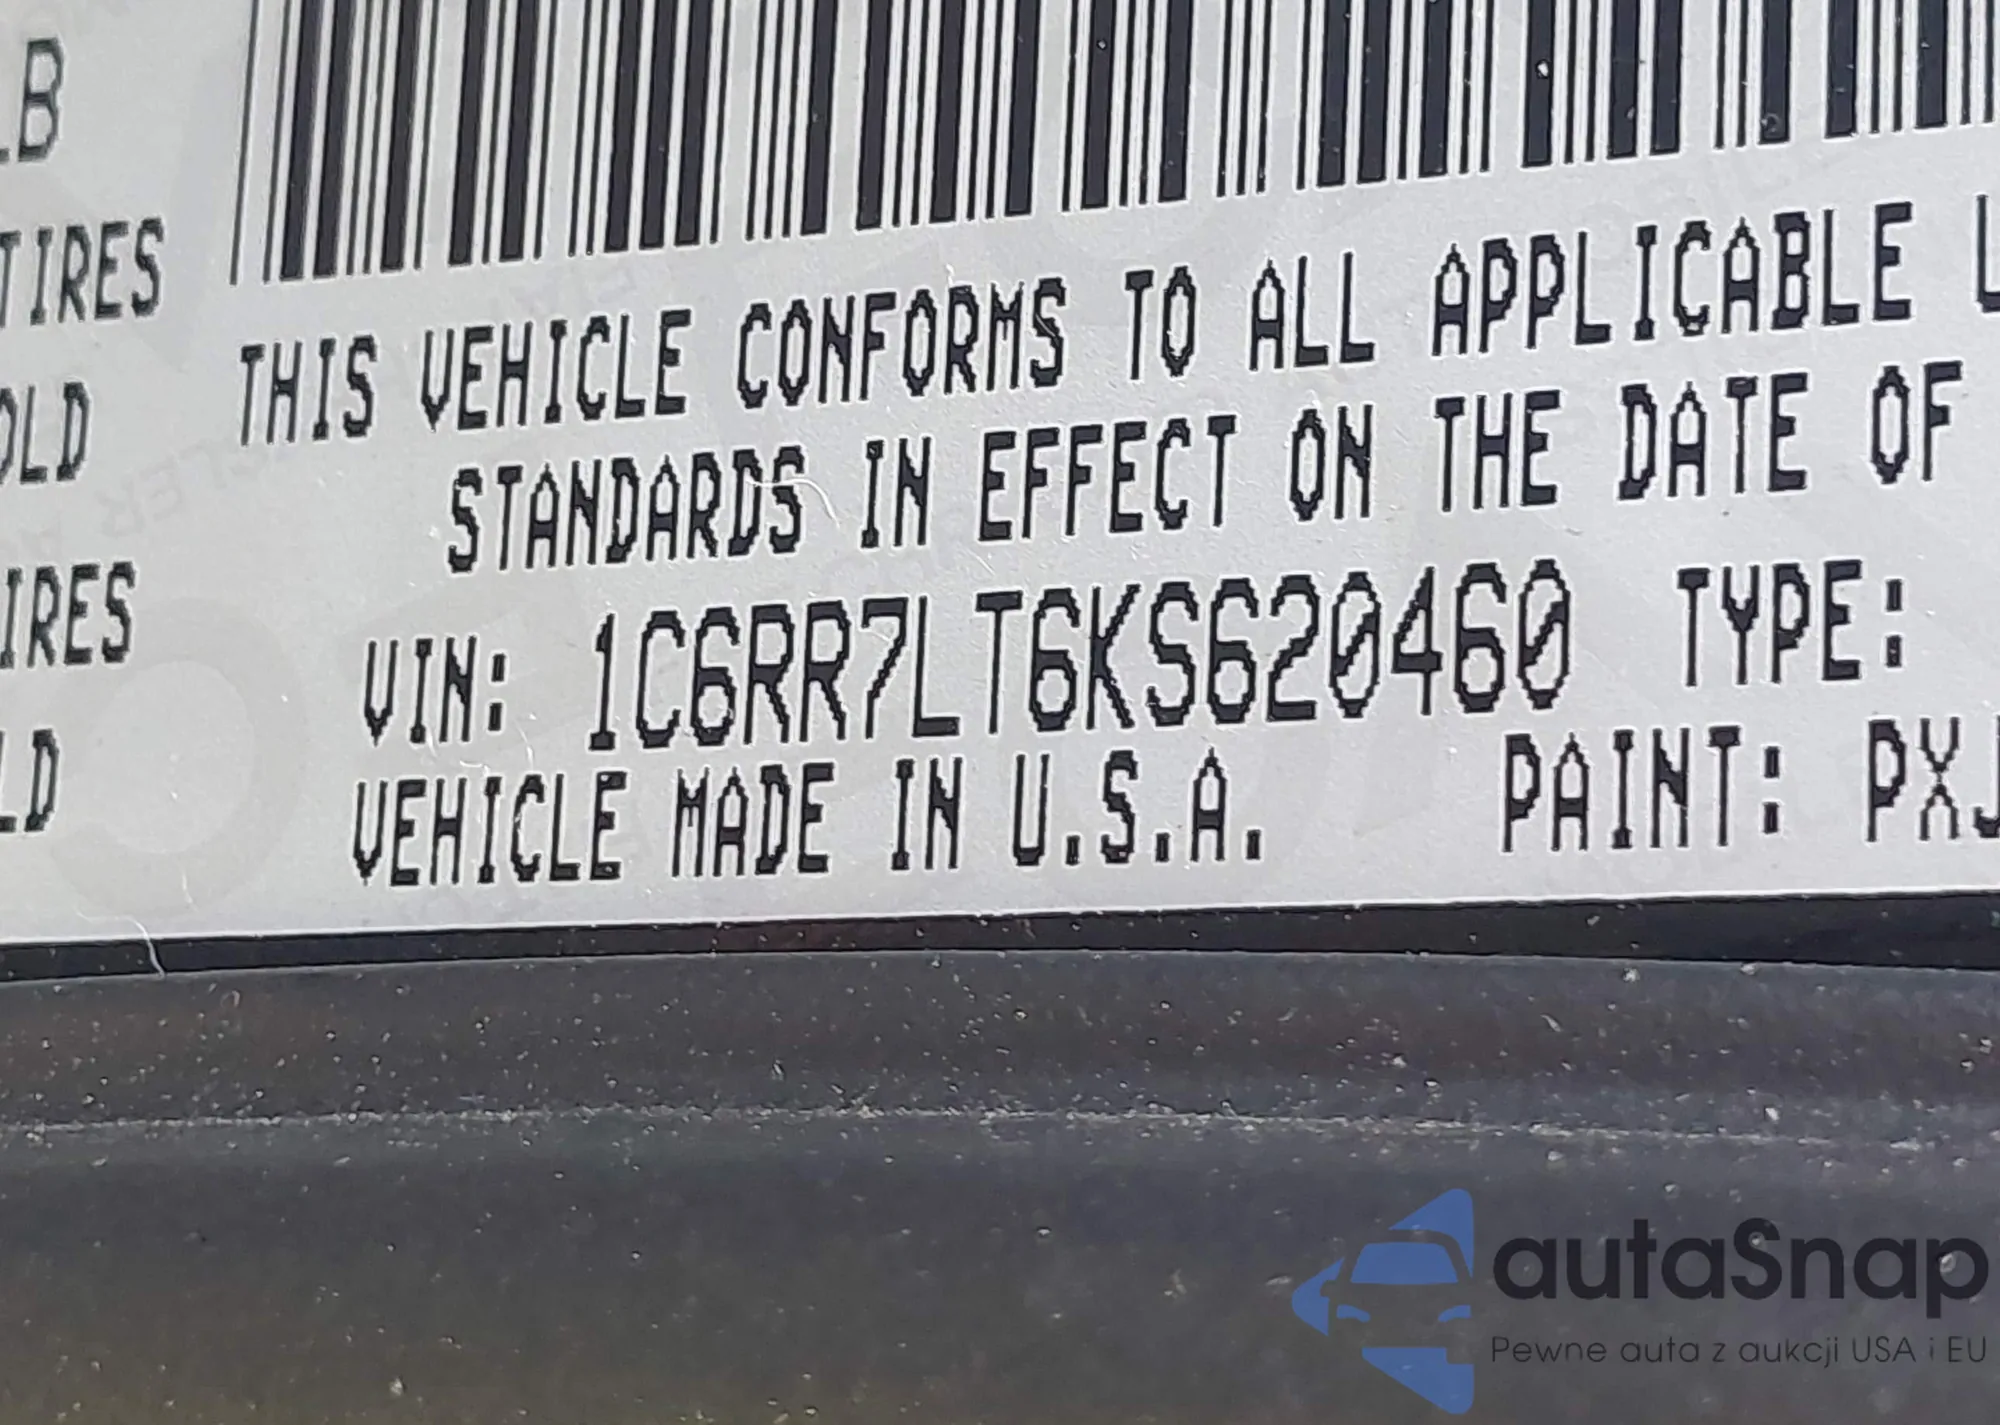 LB
TIRES
OLD
IRES
LD
THIS VEHICLE CONFORMS TO ALL APPLICABLE U
STANDARDS IN EFFECT ON THE DATE OF
VIN: 1C6RR7LT6KS620460 TYPE:
VEHICLE MADE IN U.S.A. PAINT: PXJ
autaSnap
Pewne auta z aukcji USA i EU